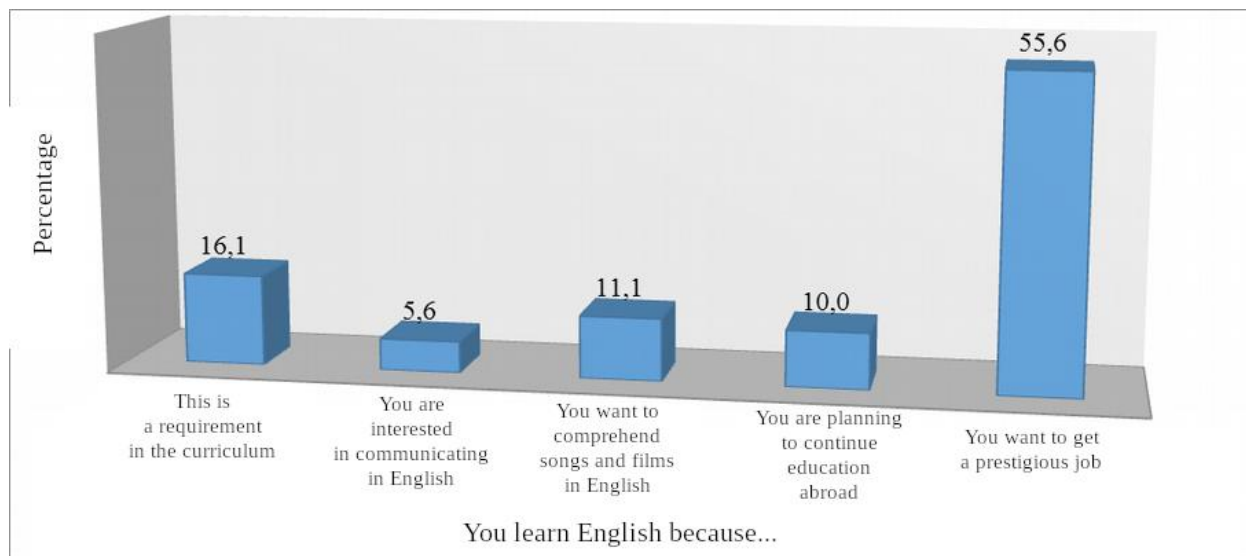 55,6
Percentage
16,1
5,6
11,1
10,0
This is
a requirement
in the curriculum
You are
interested
in communicating
in English
You want to
comprehend
songs and films
in English
You are planning
to continue
education
abroad
You want to get
a prestigious job
You learn English because...